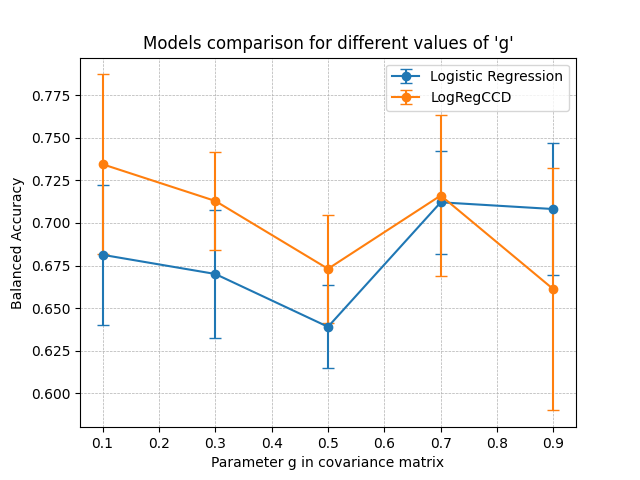 Models comparison for different values of 'g'
Logistic Regression
LogRegCCD
Balanced Accuracy
0.775
0.750
0.725
0.700
0.675
0.650
0.625
0.600
0.1 0.2 0.3 0.4 0.5 0.6 0.7 0.8 0.9
Parameter g in covariance matrix